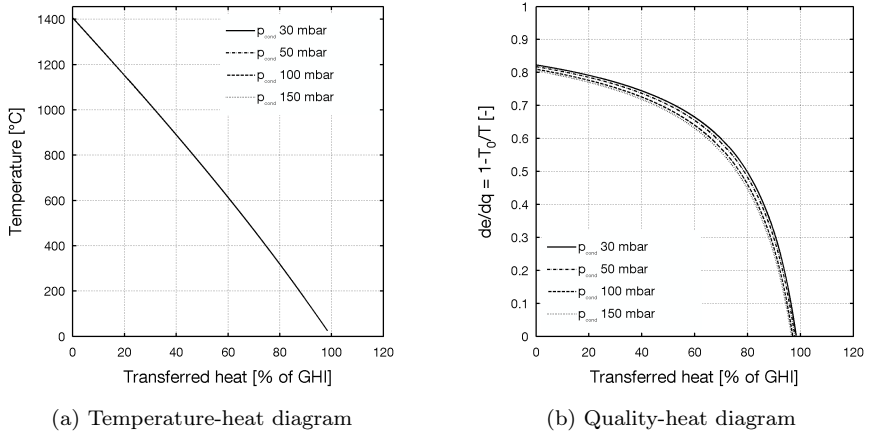 1400
1200
1000
800
600
400
200
0
0 20 40 60 80 100 120
Temperature [°C]
Transferred heat [% of GHI]
p_cond 30 mbar
p_cond 50 mbar
p_cond 100 mbar
p_cond 150 mbar
(a) Temperature-heat diagram
1
0.9
0.8
0.7
0.6
0.5
0.4
0.3
0.2
0.1
0
0 20 40 60 80 100 120
de/dq = 1-T_0/T [-]
Transferred heat [% of GHI]
p_cond 30 mbar
p_cond 50 mbar
p_cond 100 mbar
p_cond 150 mbar
(b) Quality-heat diagram